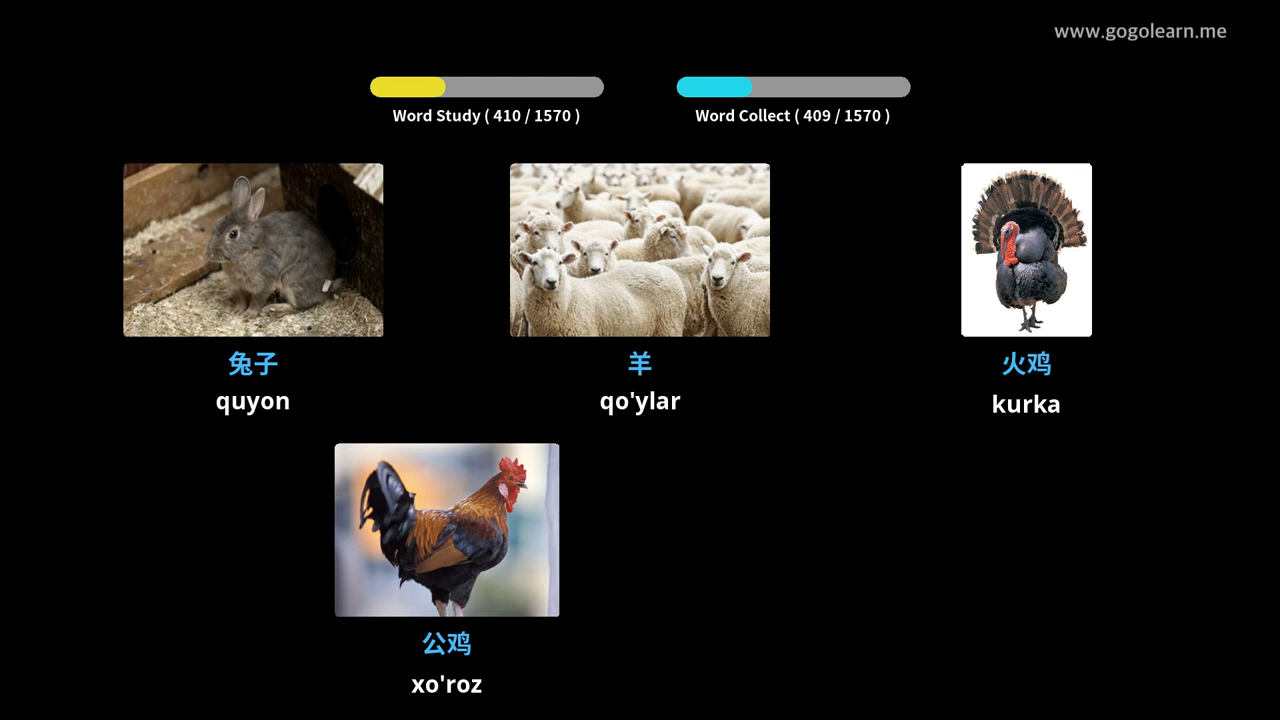 www.gogolearn.me
Word Study ( 410 / 1570 )
Word Collect ( 409 / 1570 )
兔子
quyon
羊
qo'ylar
火鸡
kurka
公鸡
xo'roz